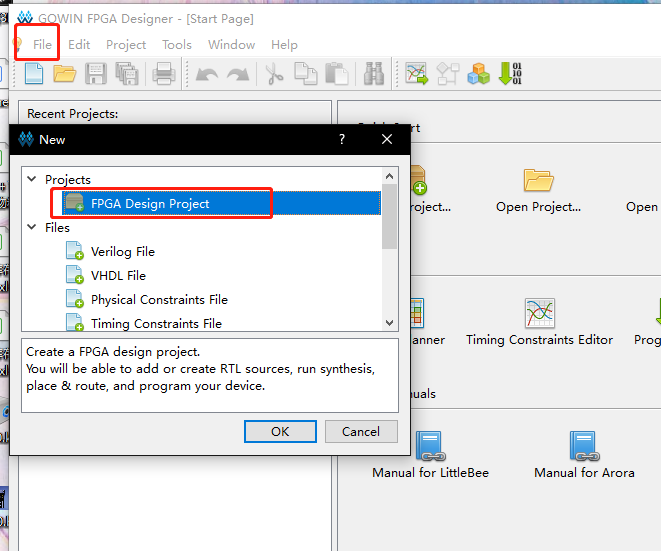 GOWIN FPGA Designer - [Start Page]
File Edit Project Tools Window Help
Recent Projects:
New
? ×
Projects
FPGA Design Project
Files
Verilog File
VHDL File
Physical Constraints File
Timing Constraints File
Create a FPGA design project.
You will be able to add or create RTL sources, run synthesis,
place & route, and program your device.
OK Cancel
Start
roject... Open Project... Open
anner Timing Constraints Editor Prog
uals
Manual for LittleBee Manual for Arora